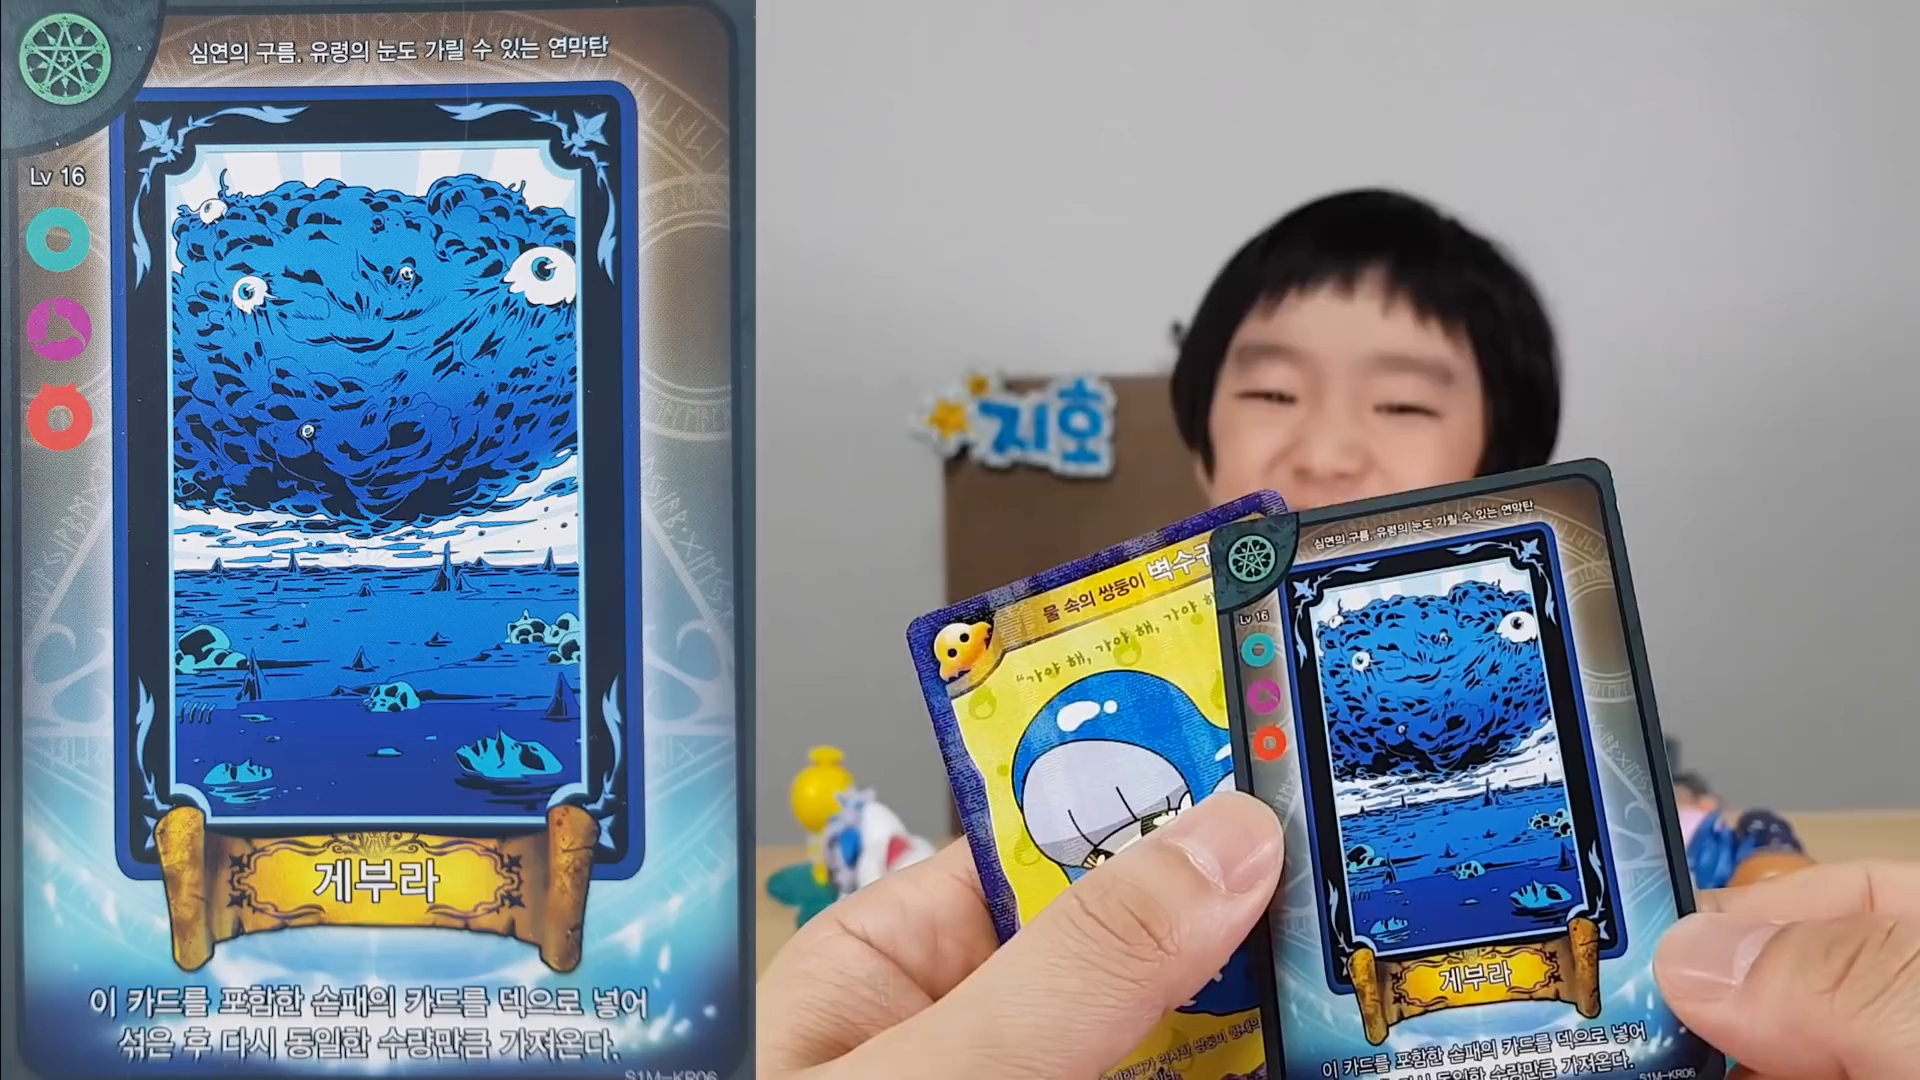 심연의 구름. 유령의 눈도 가릴 수 있는 연막탄
Lv 16
게부라
이 카드를 포함한 손패의 카드를 덱으로 넣어
섞은 후 다시 동일한 수량만큼 가져온다.
S1M-KR06
지호
물 속의 쌍둥이 벽수귀
"가야 해, 가야 해, 가야
심연의 구름. 유령의 눈도 가릴 수 있는 연막탄
Lv 16
게부라
이 카드를 포함한 손패의 카드를 덱으로 넣어
다시 동일한 수량만큼 가져온다.
S1M-KR06
쌍둥이 형제의